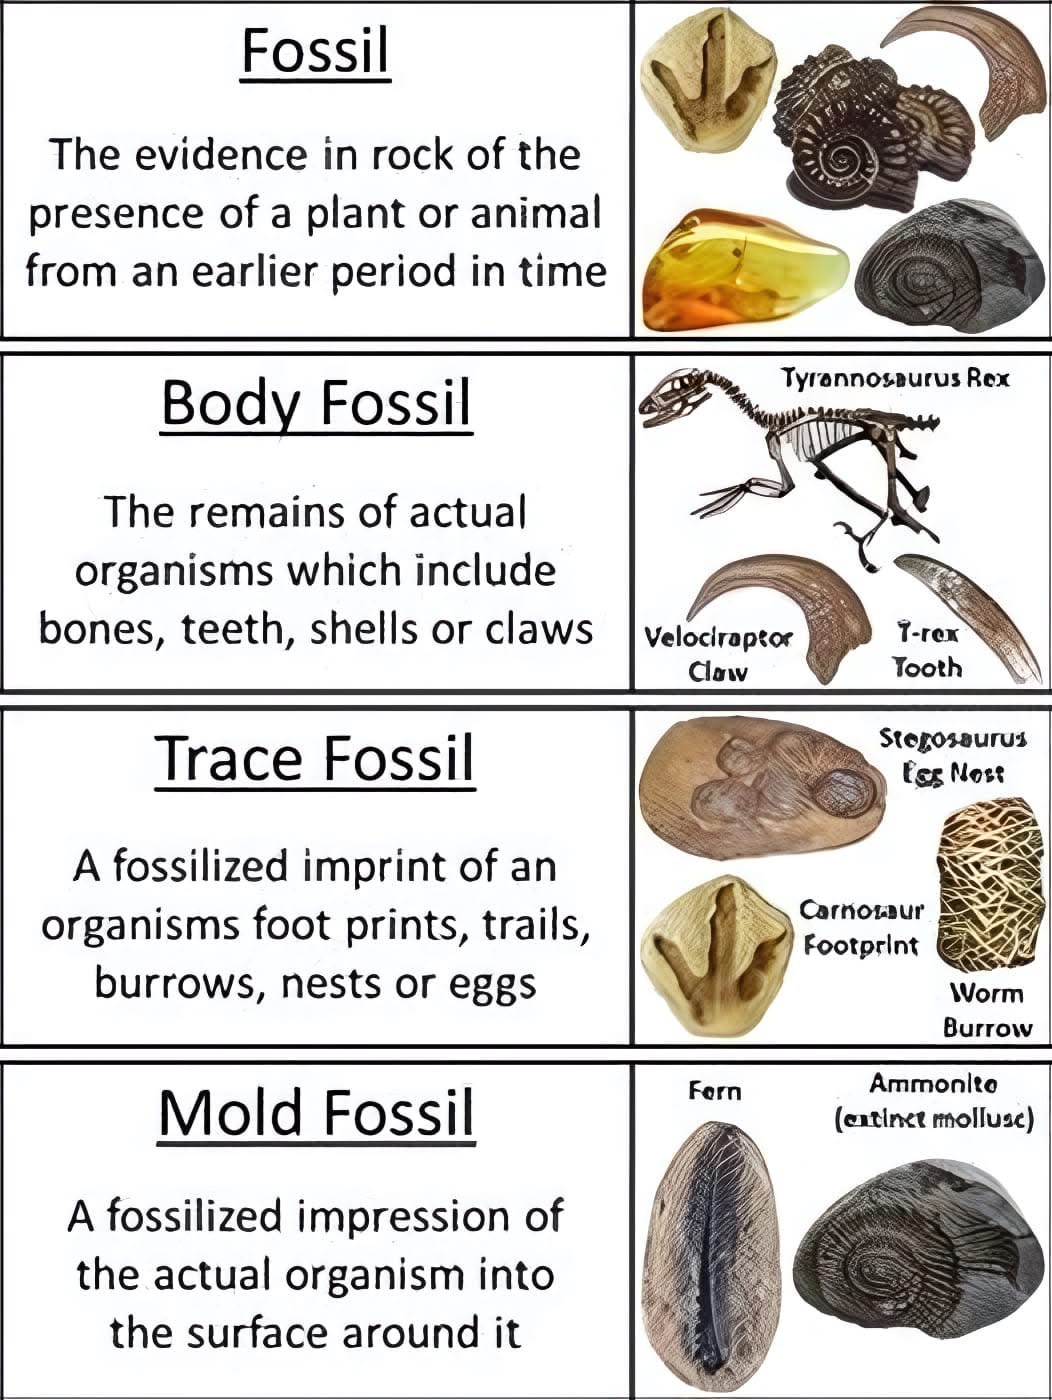 Fossil
The evidence in rock of the
presence of a plant or animal
from an earlier period in time
Body Fossil
The remains of actual
organisms which include
bones, teeth, shells or claws
Tyrannosaurus Rex
Velociraptor
Claw
T-rex
Tooth
Trace Fossil
A fossilized imprint of an
organisms foot prints, trails,
burrows, nests or eggs
Stegosaurus
Egg Nest
Carnosaur
Footprint
Worm
Burrow
Mold Fossil
A fossilized impression of
the actual organism into
the surface around it
Fern
Ammonite
(extinct mollusc)